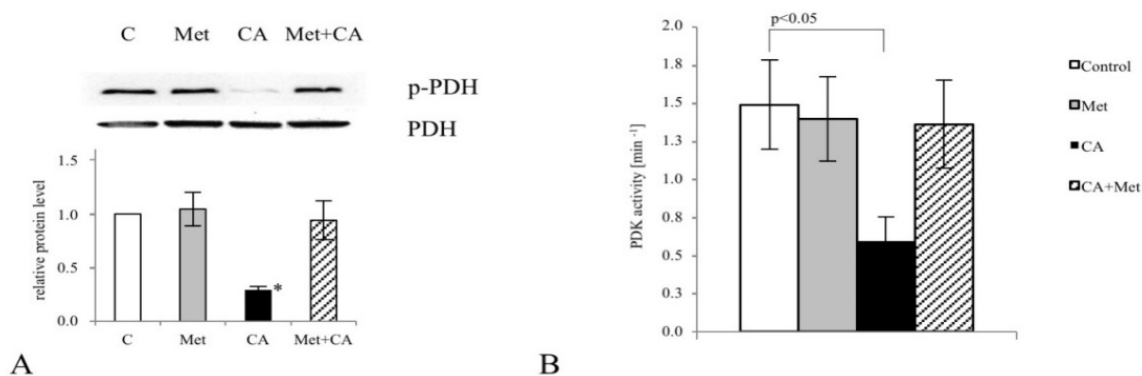 C Met CA Met+CA
p-PDH
PDH
1.5
1.0
0.5
0.0
relative protein level
C Met CA Met+CA
*
A
p<0.05
2.0
1.8
1.5
1.3
1.0
0.8
0.5
0.3
0.0
PDK activity [min -1]
Control
Met
CA
CA+Met
B